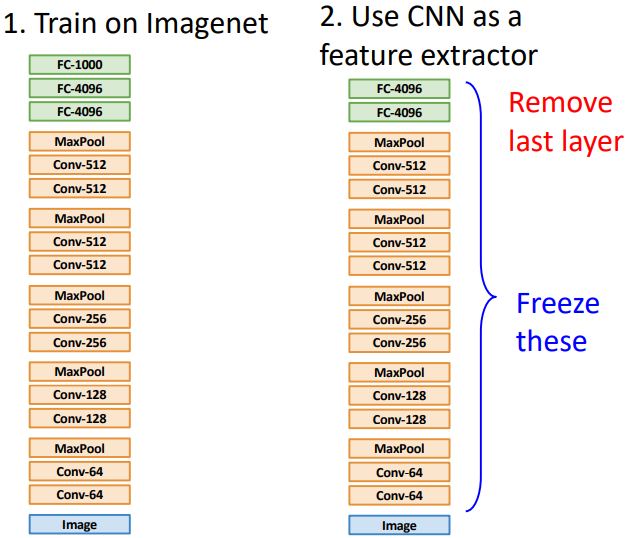 1. Train on Imagenet
FC-1000
FC-4096
FC-4096
MaxPool
Conv-512
Conv-512
MaxPool
Conv-512
Conv-512
MaxPool
Conv-256
Conv-256
MaxPool
Conv-128
Conv-128
MaxPool
Conv-64
Conv-64
Image
2. Use CNN as a
feature extractor
FC-4096
FC-4096
MaxPool
Conv-512
Conv-512
MaxPool
Conv-512
Conv-512
MaxPool
Conv-256
Conv-256
MaxPool
Conv-128
Conv-128
MaxPool
Conv-64
Conv-64
Image
Remove
last layer
Freeze
these